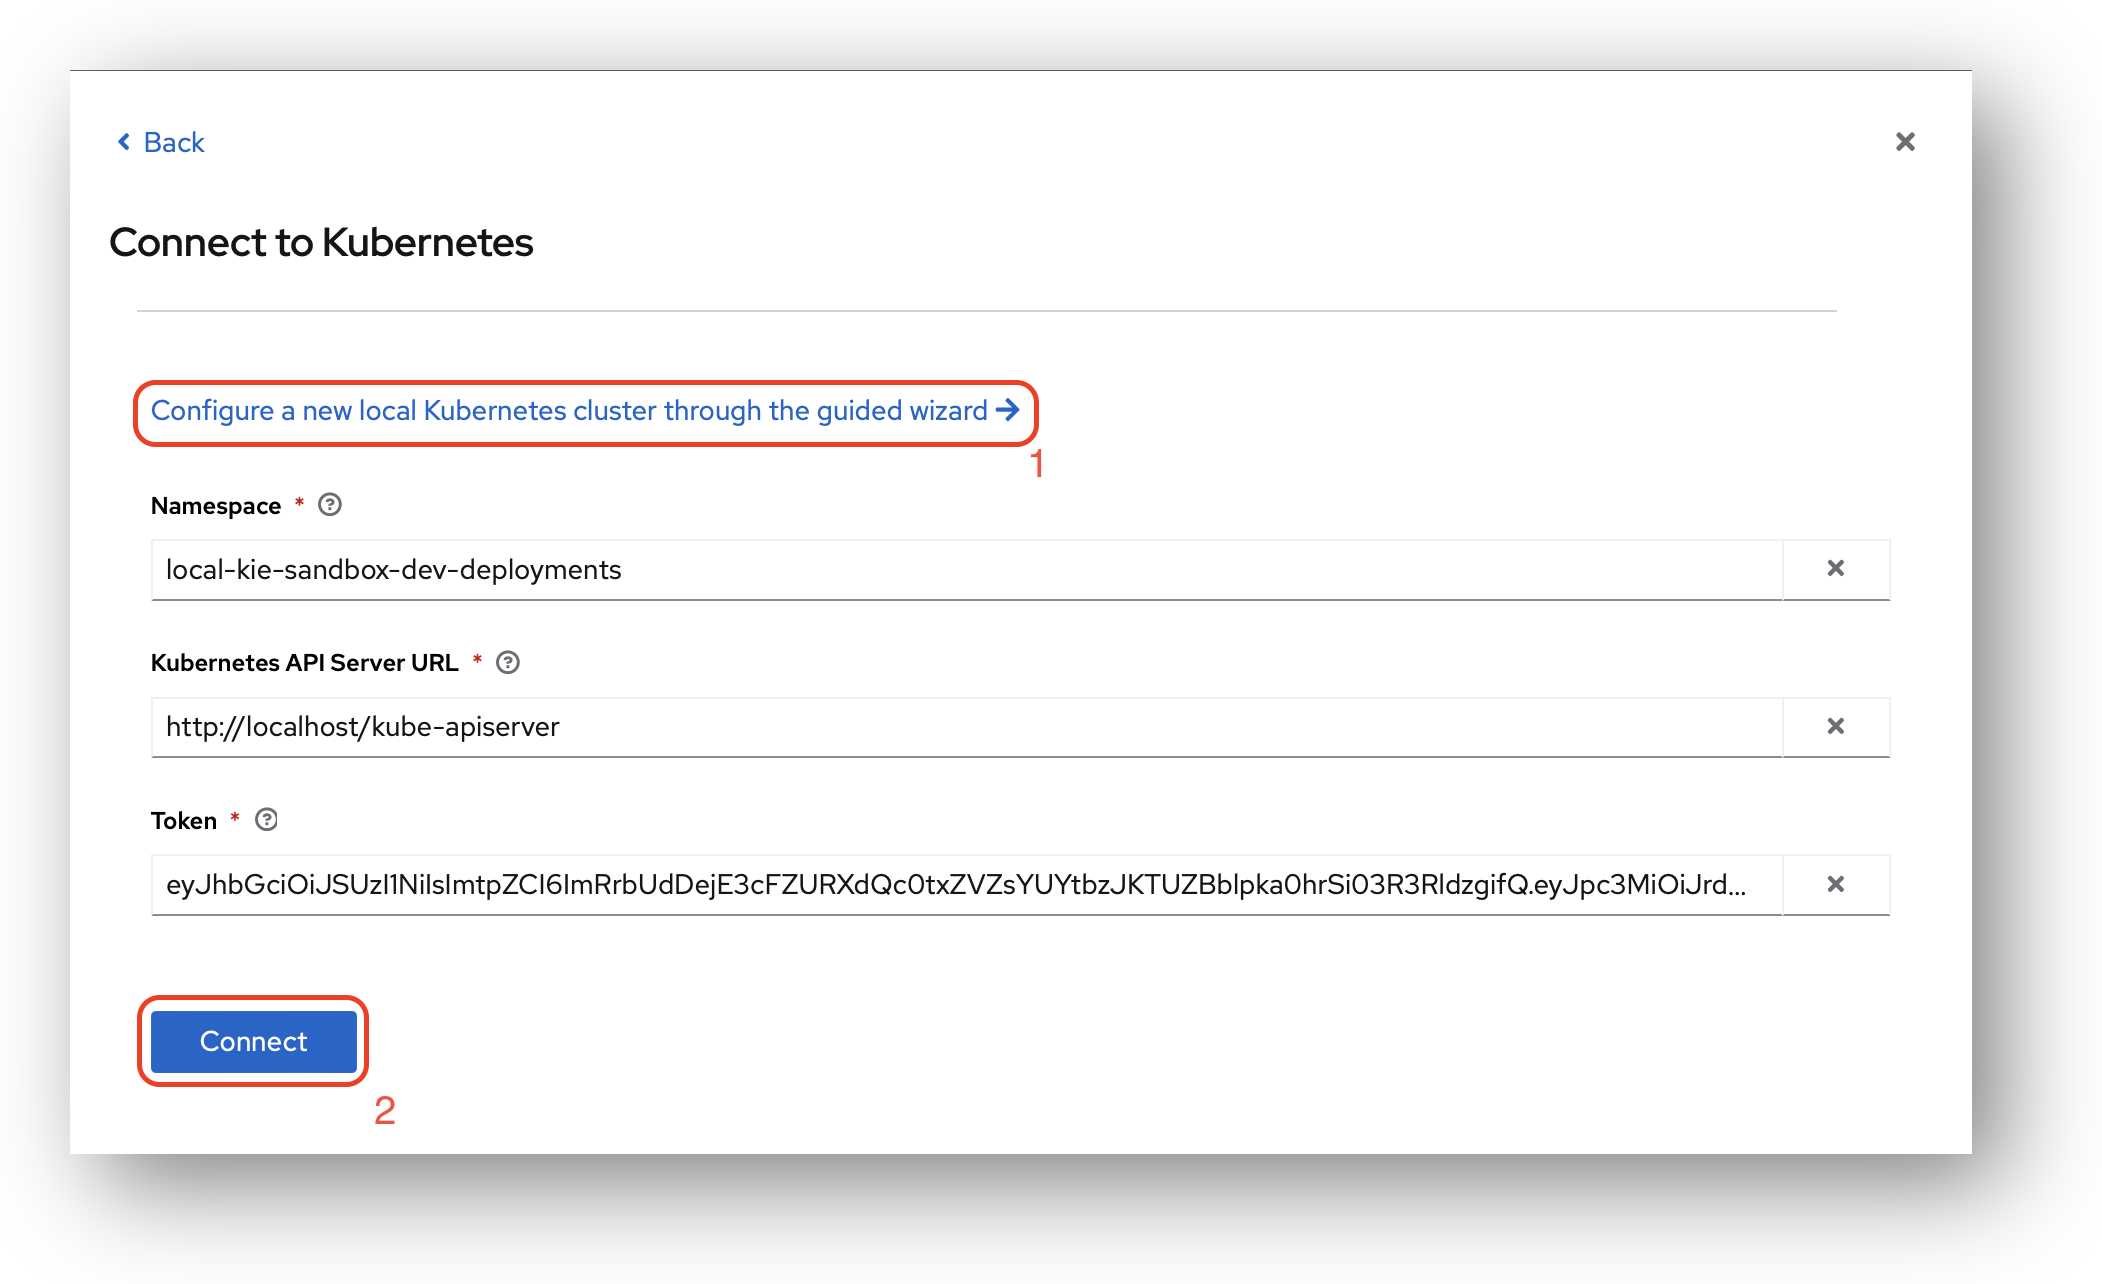 Back
Connect to Kubernetes
Configure a new local Kubernetes cluster through the guided wizard
1
Namespace *
local-kie-sandbox-dev-deployments
Kubernetes API Server URL *
http://localhost/kube-apiserver
Token *
eyJhbGciOiJSUzI1NiIsImtpZCI6ImRrbUdDejE3cFZURXdQc0txZVZsYUYtbzJKTUZBblpka0hrSi03R3RldzgifQ.eyJpc3MiOiJrd...
Connect
2